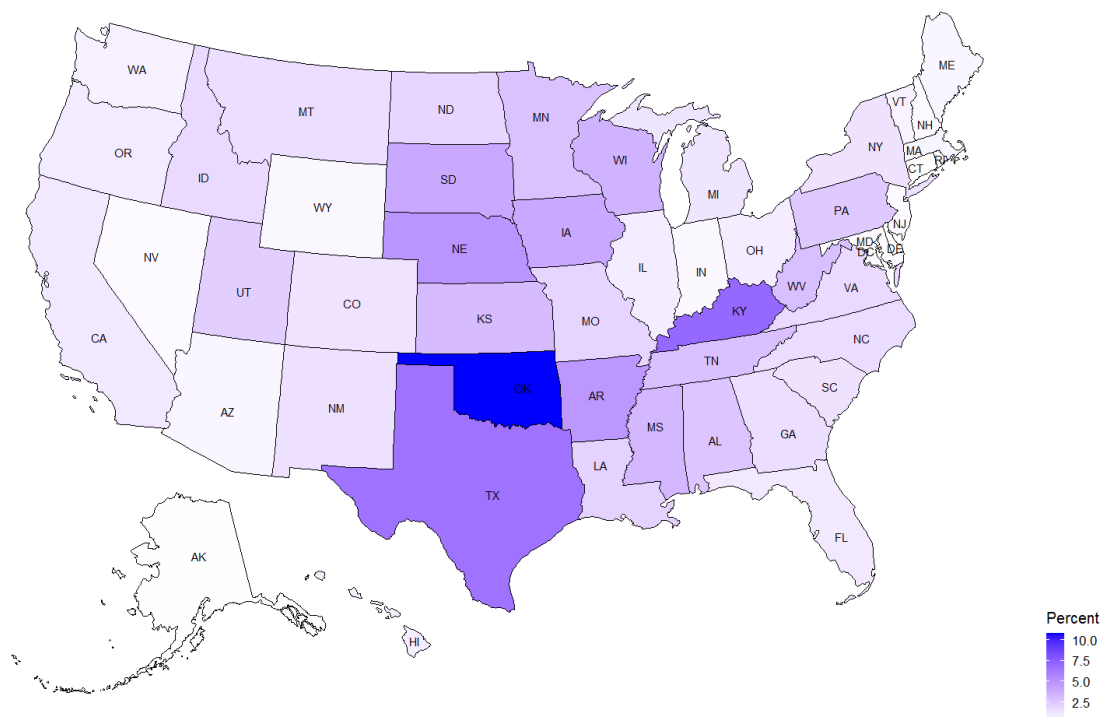 WA
MT
ND
MN
ME
VT
NH
OR
ID
SD
WI
NY
MA
RI
CT
MI
WY
NE
IA
PA
NJ
NV
UT
CO
IL
IN
OH
MD
DE
DC
WV
VA
CA
KS
MO
KY
NC
TN
AZ
NM
OK
AR
SC
MS
AL
GA
TX
LA
FL
AK
HI
Percent
10.0
7.5
5.0
2.5